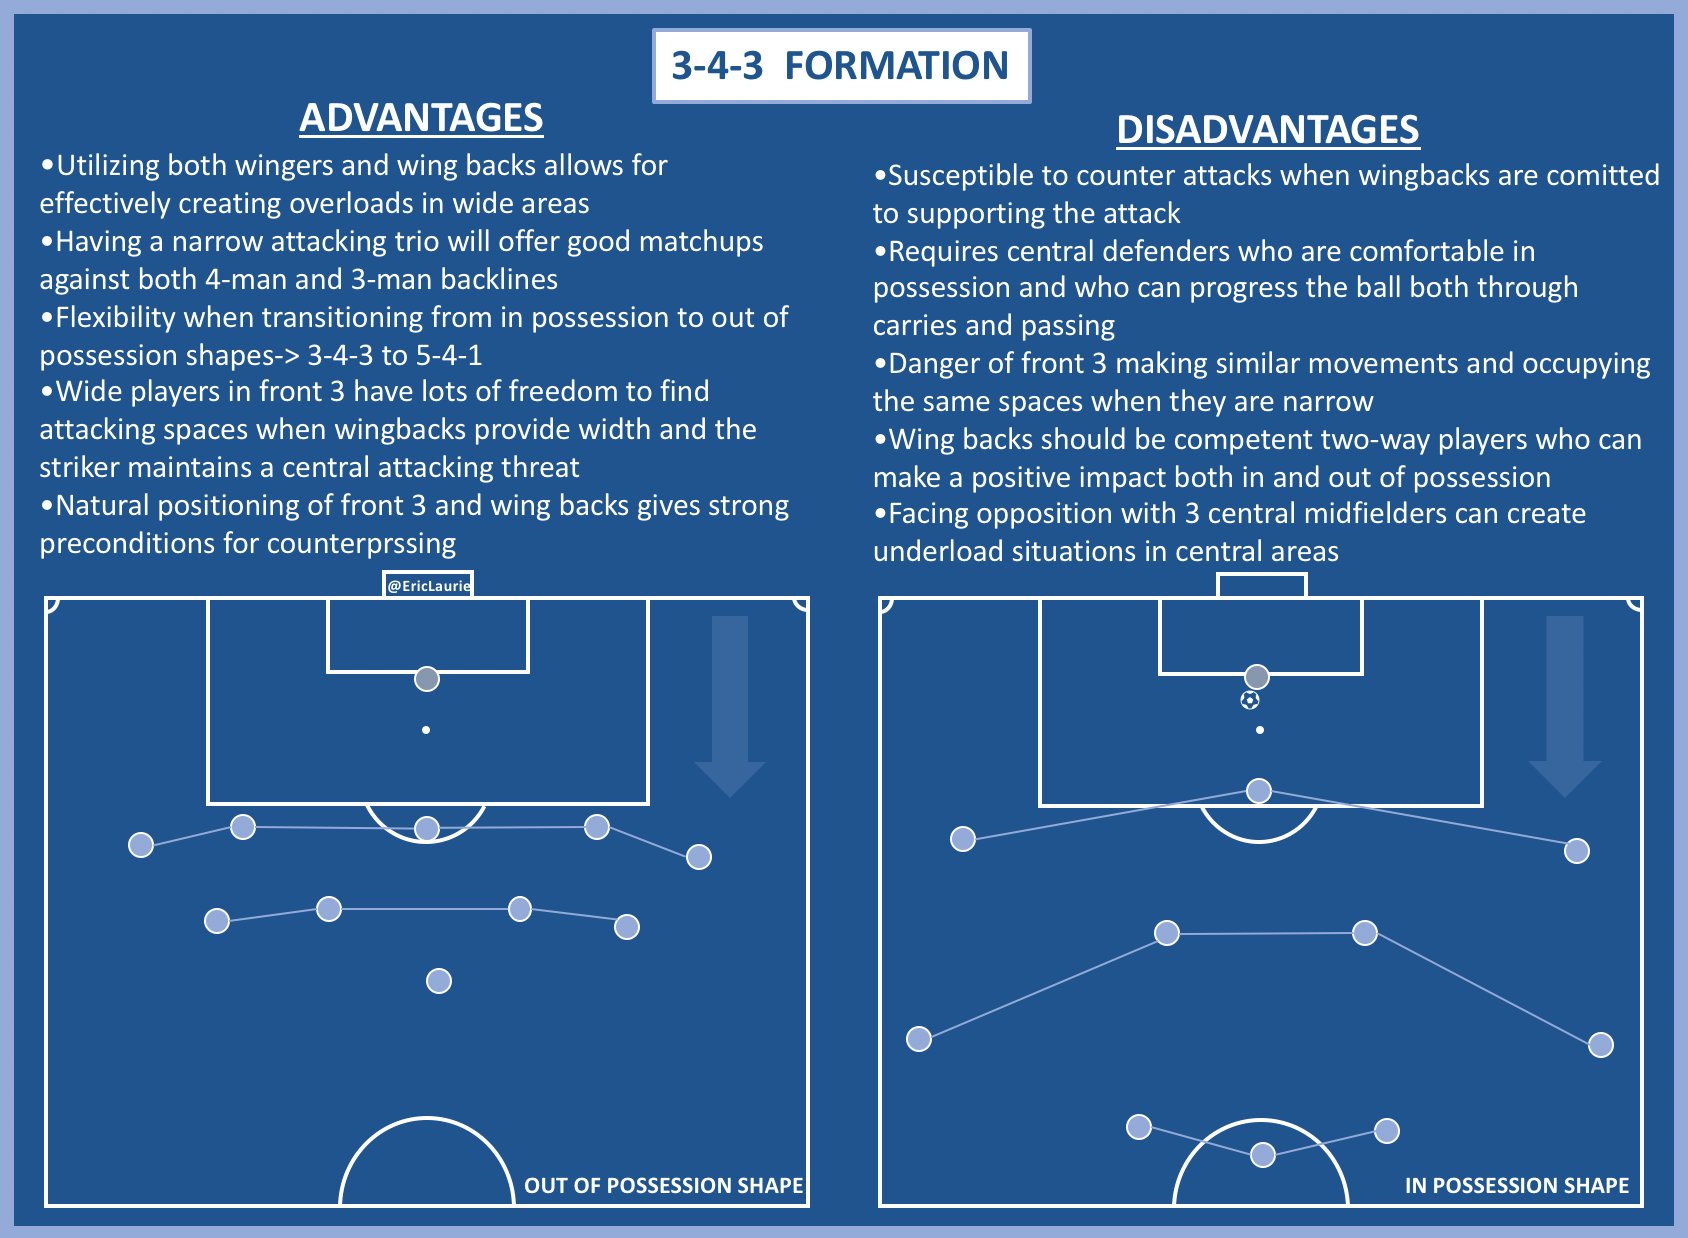 3-4-3 FORMATION
ADVANTAGES
•Utilizing both wingers and wing backs allows for
effectively creating overloads in wide areas
•Having a narrow attacking trio will offer good matchups
against both 4-man and 3-man backlines
•Flexibility when transitioning from in possession to out of
possession shapes-> 3-4-3 to 5-4-1
•Wide players in front 3 have lots of freedom to find
attacking spaces when wingbacks provide width and the
striker maintains a central attacking threat
•Natural positioning of front 3 and wing backs gives strong
preconditions for counterprssing
DISADVANTAGES
•Susceptible to counter attacks when wingbacks are comitted
to supporting the attack
•Requires central defenders who are comfortable in
possession and who can progress the ball both through
carries and passing
•Danger of front 3 making similar movements and occupying
the same spaces when they are narrow
•Wing backs should be competent two-way players who can
make a positive impact both in and out of possession
•Facing opposition with 3 central midfielders can create
underload situations in central areas
@EricLaurie
OUT OF POSSESSION SHAPE
IN POSSESSION SHAPE